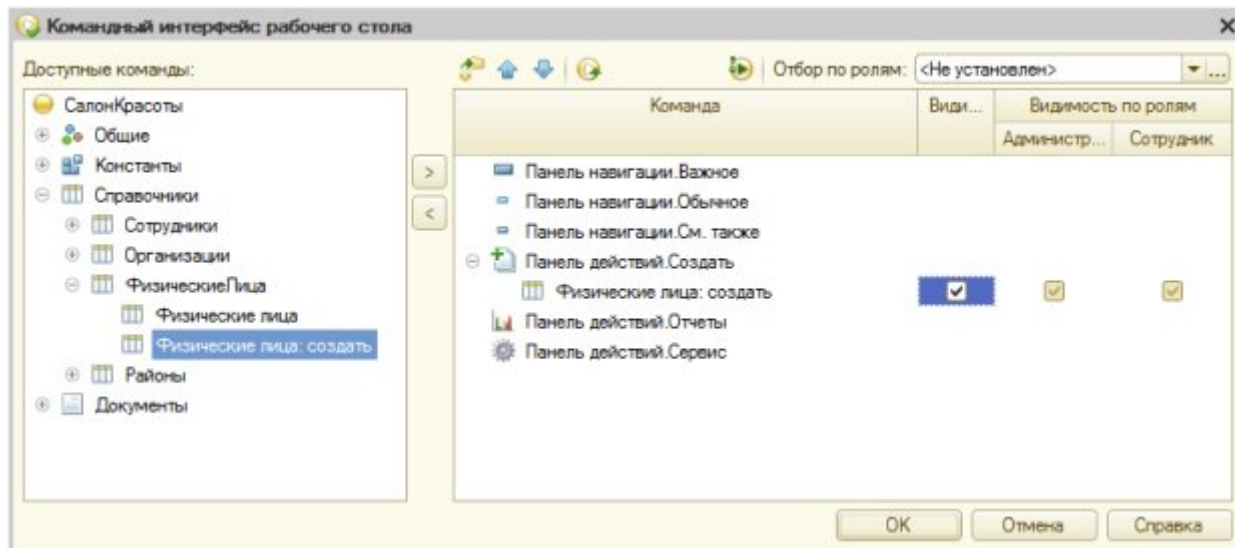 Командный интерфейс рабочего стола
Доступные команды:
Отбор по ролям: <Не установлен>
СалонКрасоты
Общие
Константы
Справочники
Сотрудники
Организации
ФизическиеЛица
Физические лица
Физические лица: создать
Районы
Документы
Команда
Види...
Видимость по ролям
Администр...
Сотрудник
Панель навигации.Важное
Панель навигации.Обычное
Панель навигации.См. также
Панель действий.Создать
Физические лица: создать
Панель действий.Отчеты
Панель действий.Сервис
OK
Отмена
Справка